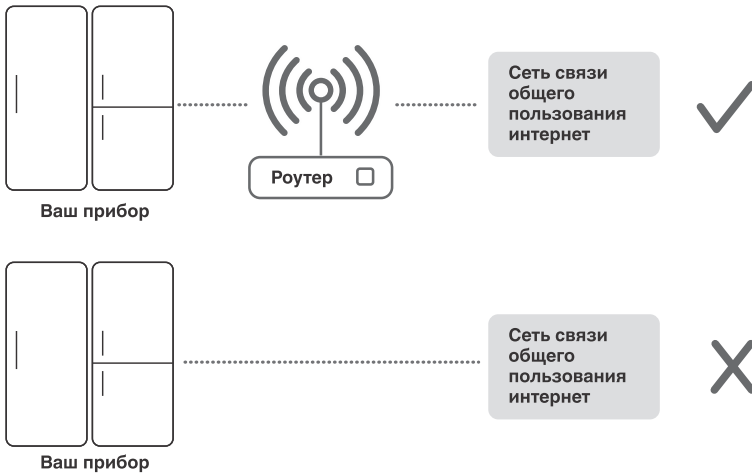 Сеть связи
общего
пользования
интернет
Роутер
Ваш прибор
Сеть связи
общего
пользования
интернет
Ваш прибор